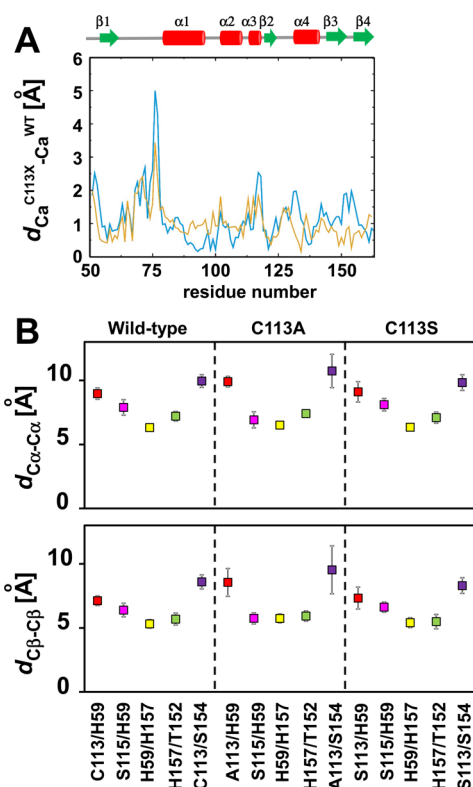 A
β1 α1 α2 α3 β2 α4 β3 β4
d Ca C113X -Ca WT [Å]
6
5
4
3
2
1
0
50 75 100 125 150
residue number
B
Wild-type C113A C113S
d Cα-Cα [Å]
10
5
0
d Cβ-Cβ [Å]
10
5
0
C113/H59
S115/H59
H59/H157
H157/T152
C113/S154
A113/H59
S115/H59
H59/H157
H157/T152
A113/S154
S113/H59
S115/H59
H59/H157
H157/T152
S113/S154